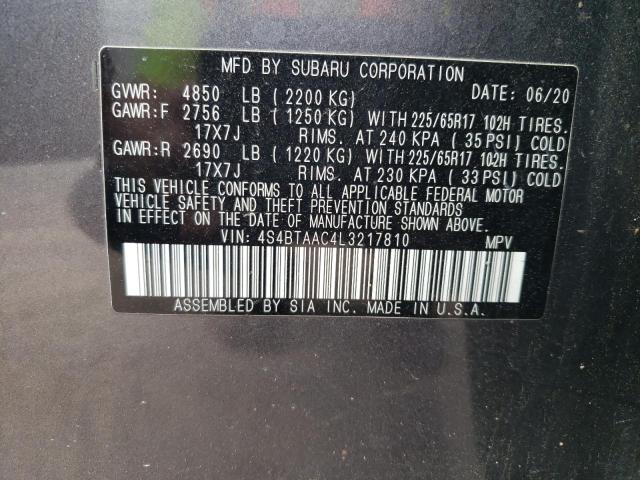 MFD BY SUBARU CORPORATION DATE: 06/20
GVWR: 4850 LB (2200 KG)
GAWR:F 2756 LB (1250 KG) WITH 225/65R17 102H TIRES.
17X7J RIMS. AT 240 KPA (35 PSI) COLD
GAWR:R 2690 LB (1220 KG) WITH 225/65R17 102H TIRES.
17X7J RIMS. AT 230 KPA (33 PSI) COLD
THIS VEHICLE CONFORMS TO ALL APPLICABLE FEDERAL MOTOR
VEHICLE SAFETY AND THEFT PREVENTION STANDARDS
IN EFFECT ON THE DATE OF MANUFACTURE SHOWN ABOVE.
VIN: 4S4BTAAC4L3217810 MPV
ASSEMBLED BY SIA INC. MADE IN U.S.A.